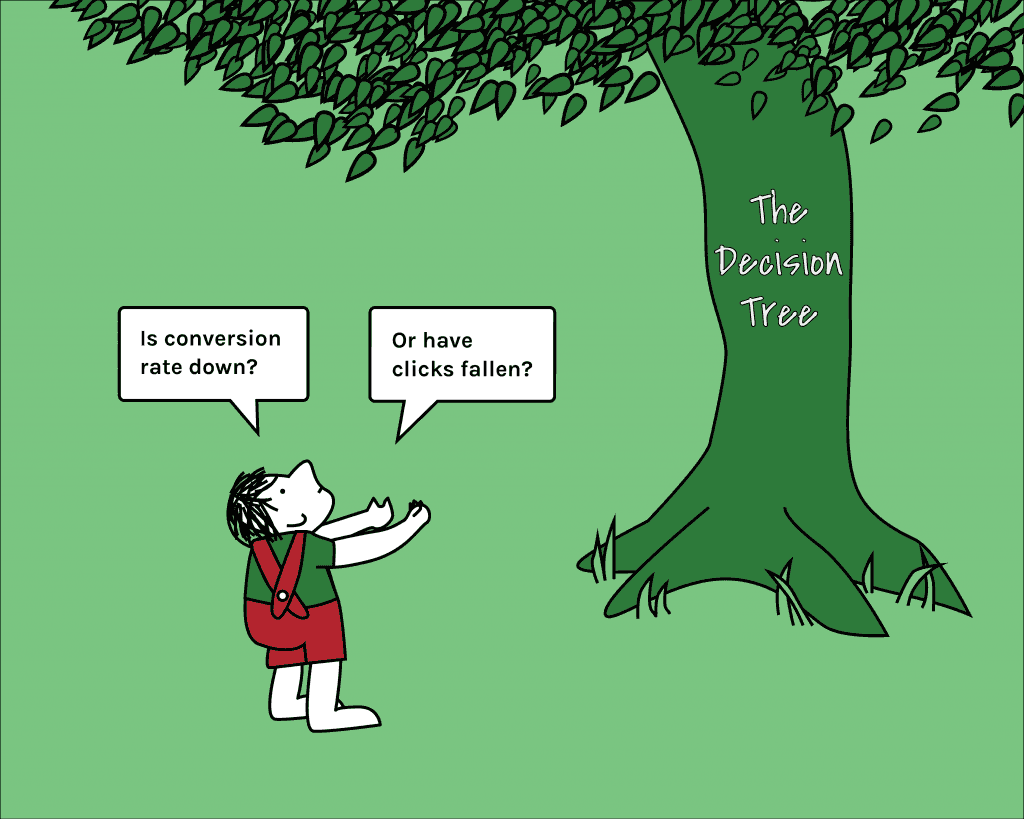 The
Decision
Tree
Is conversion
rate down?
Or have
clicks fallen?